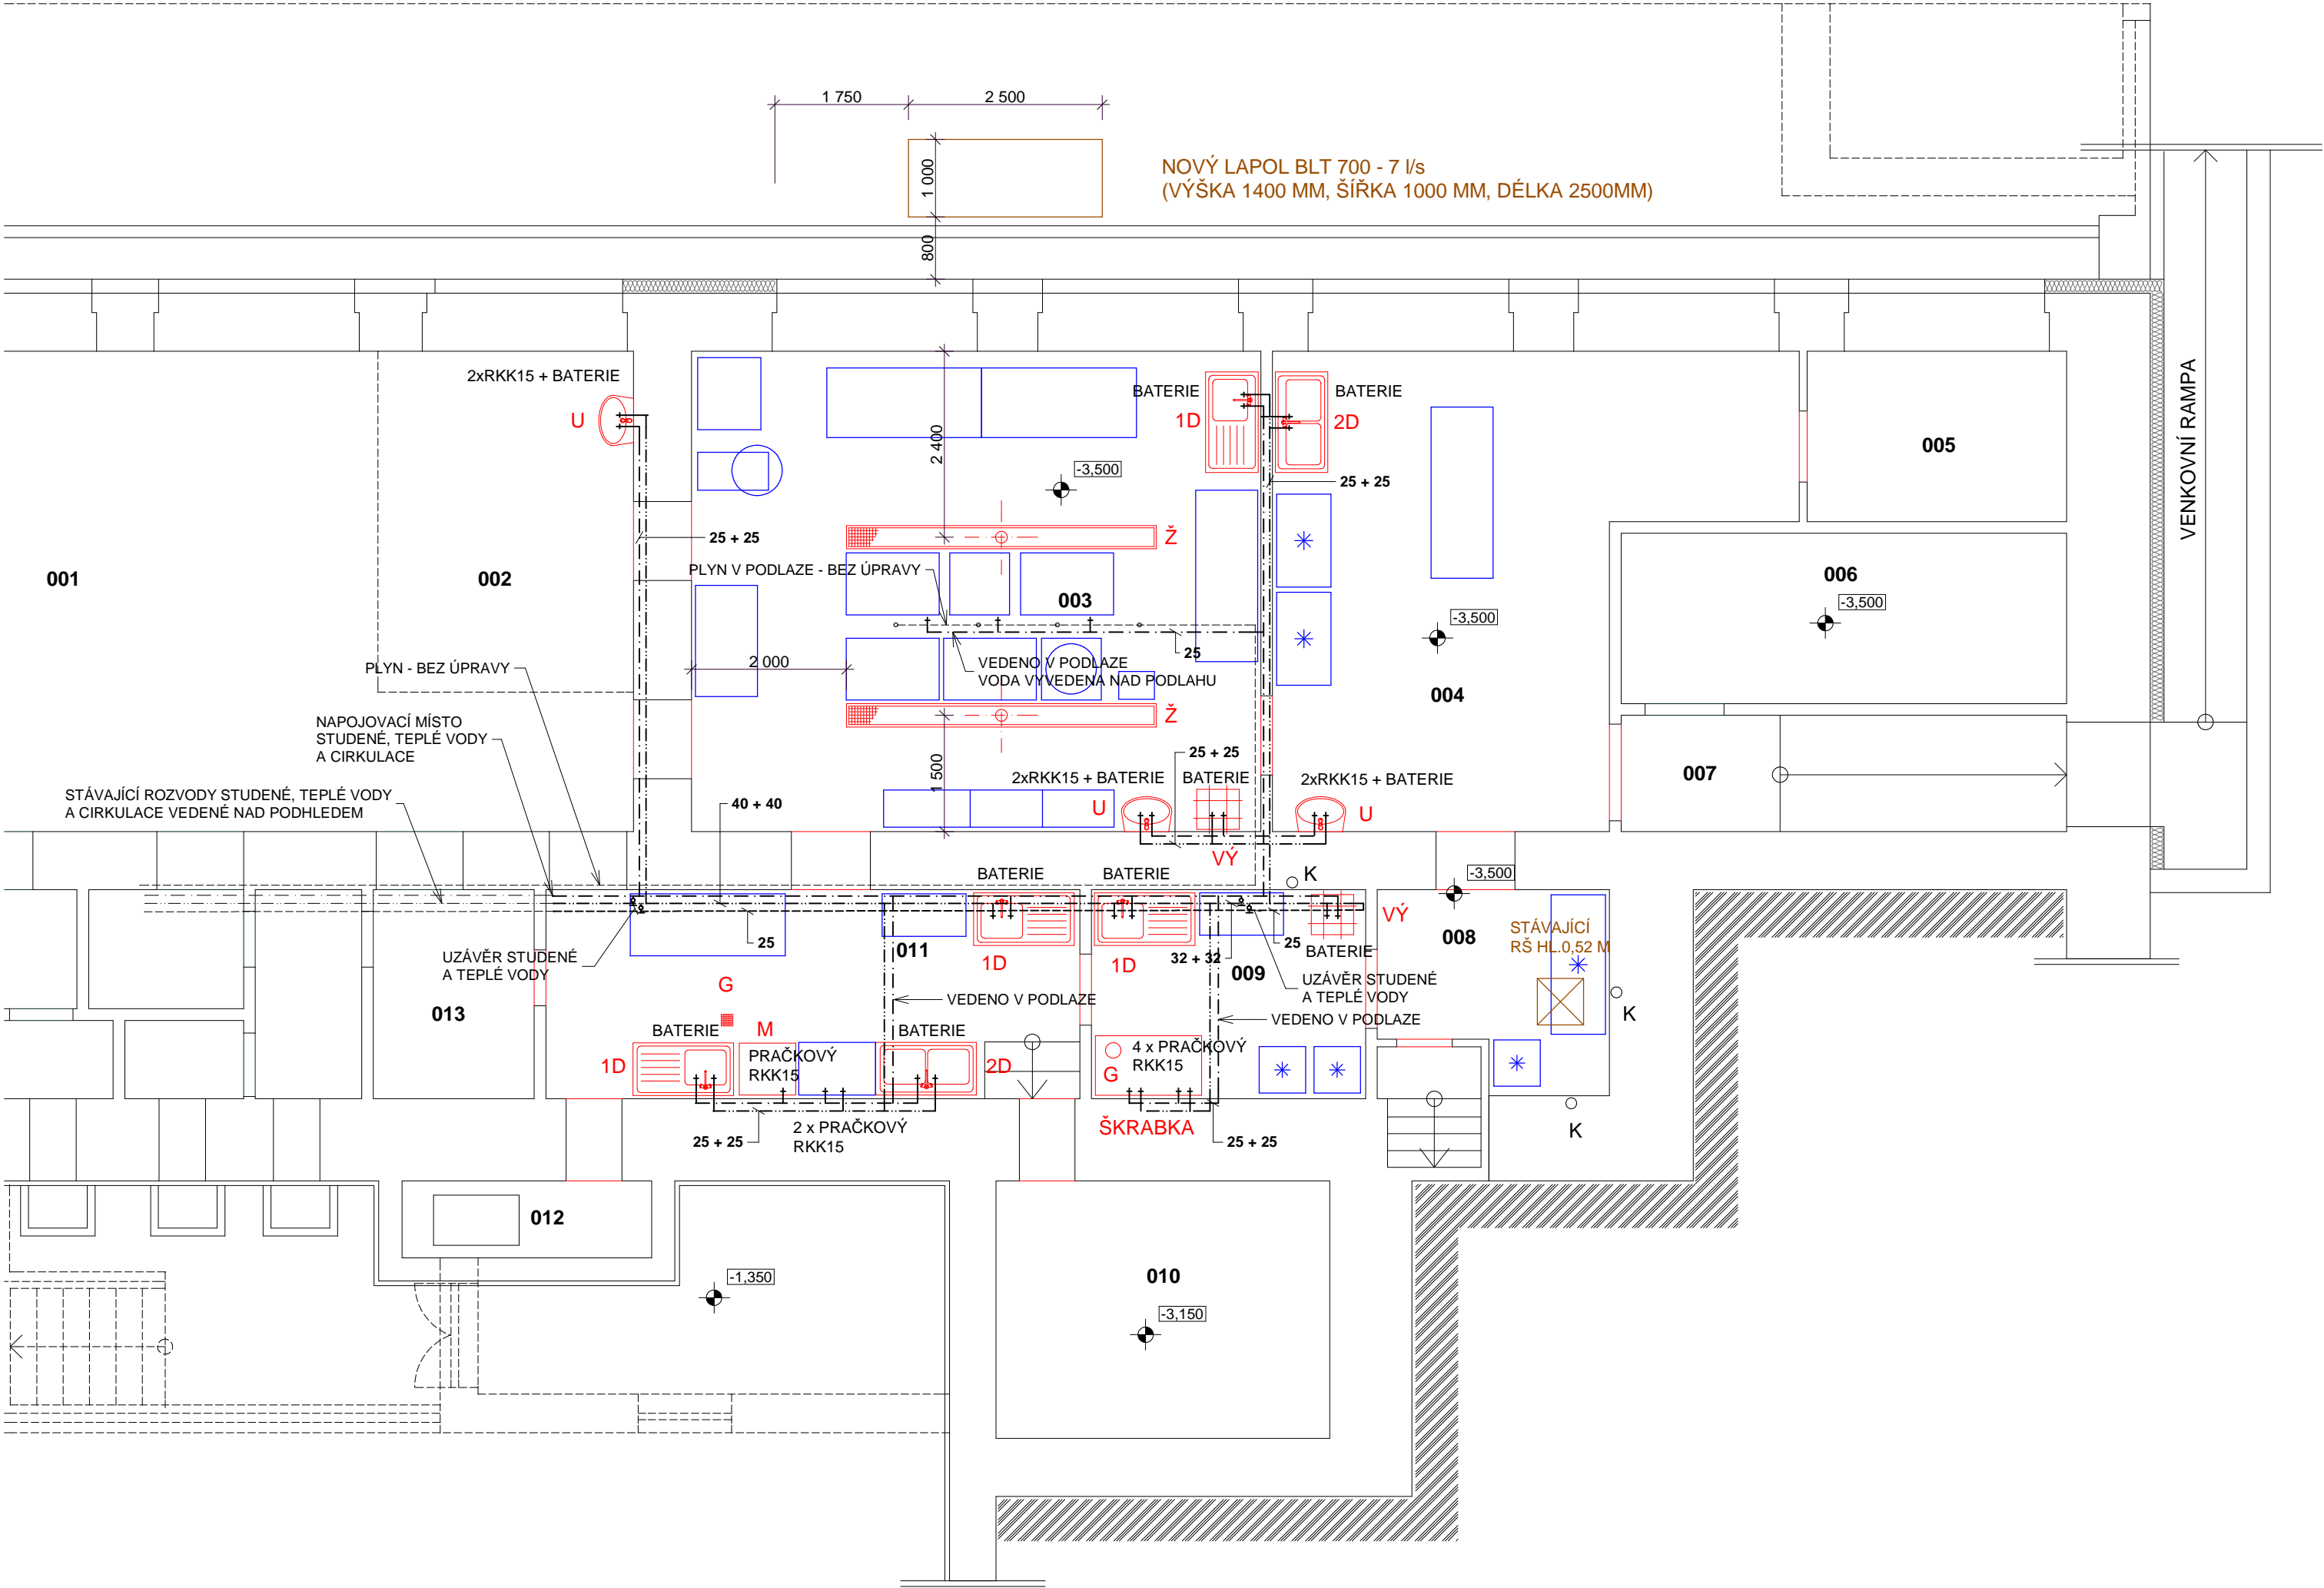 1 750
2 500
1 000
NOVÝ LAPOL BLT 700 - 7 l/s
(VÝŠKA 1400 MM, ŠÍŘKA 1000 MM, DÉLKA 2500MM)
800
2xRKK15 + BATERIE
U
BATERIE
1D
BATERIE
2D
2 400
-3,500
005
VENKOVNÍ RAMPA
25 + 25
25 + 25
Ž
PLYN V PODLAZE - BEZ ÚPRAVY
001
002
003
006
-3,500
-3,500
25
2 000
VEDENO V PODLAZE
VODA VYVEDENA NAD PODLAHU
PLYN - BEZ ÚPRAVY
004
Ž
NAPOJOVACÍ MÍSTO
STUDENÉ, TEPLÉ VODY
A CIRKULACE
25 + 25
1 500
2xRKK15 + BATERIE
BATERIE
2xRKK15 + BATERIE
007
STÁVAJÍCÍ ROZVODY STUDENÉ, TEPLÉ VODY
A CIRKULACE VEDENÉ NAD PODHLEDEM
40 + 40
U
U
VÝ
BATERIE
BATERIE
K
-3,500
VÝ
STÁVAJÍCÍ
RŠ HL.0,52 M
25
011
25
008
BATERIE
UZÁVĚR STUDENÉ
A TEPLÉ VODY
1D
1D
32 + 32
009
UZÁVĚR STUDENÉ
A TEPLÉ VODY
G
VEDENO V PODLAZE
013
K
VEDENO V PODLAZE
BATERIE
M
BATERIE
1D
PRAČKOVÝ
RKK15
2D
4 x PRAČKOVÝ
RKK15
G
25 + 25
2 x PRAČKOVÝ
RKK15
ŠKRABKA
25 + 25
K
012
-1,350
010
-3,150